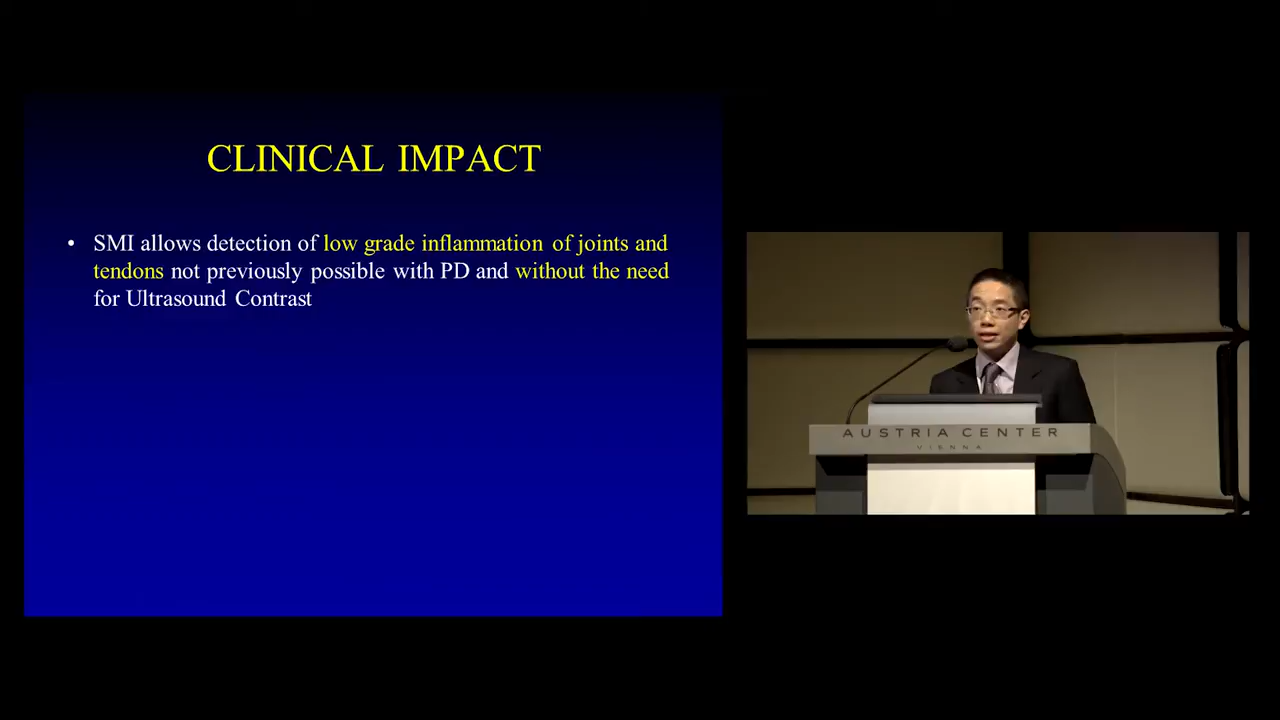 CLINICAL IMPACT
• SMI allows detection of low grade inflammation of joints and
tendons not previously possible with PD and without the need
for Ultrasound Contrast
AUSTRIA CENTER
VIENNA